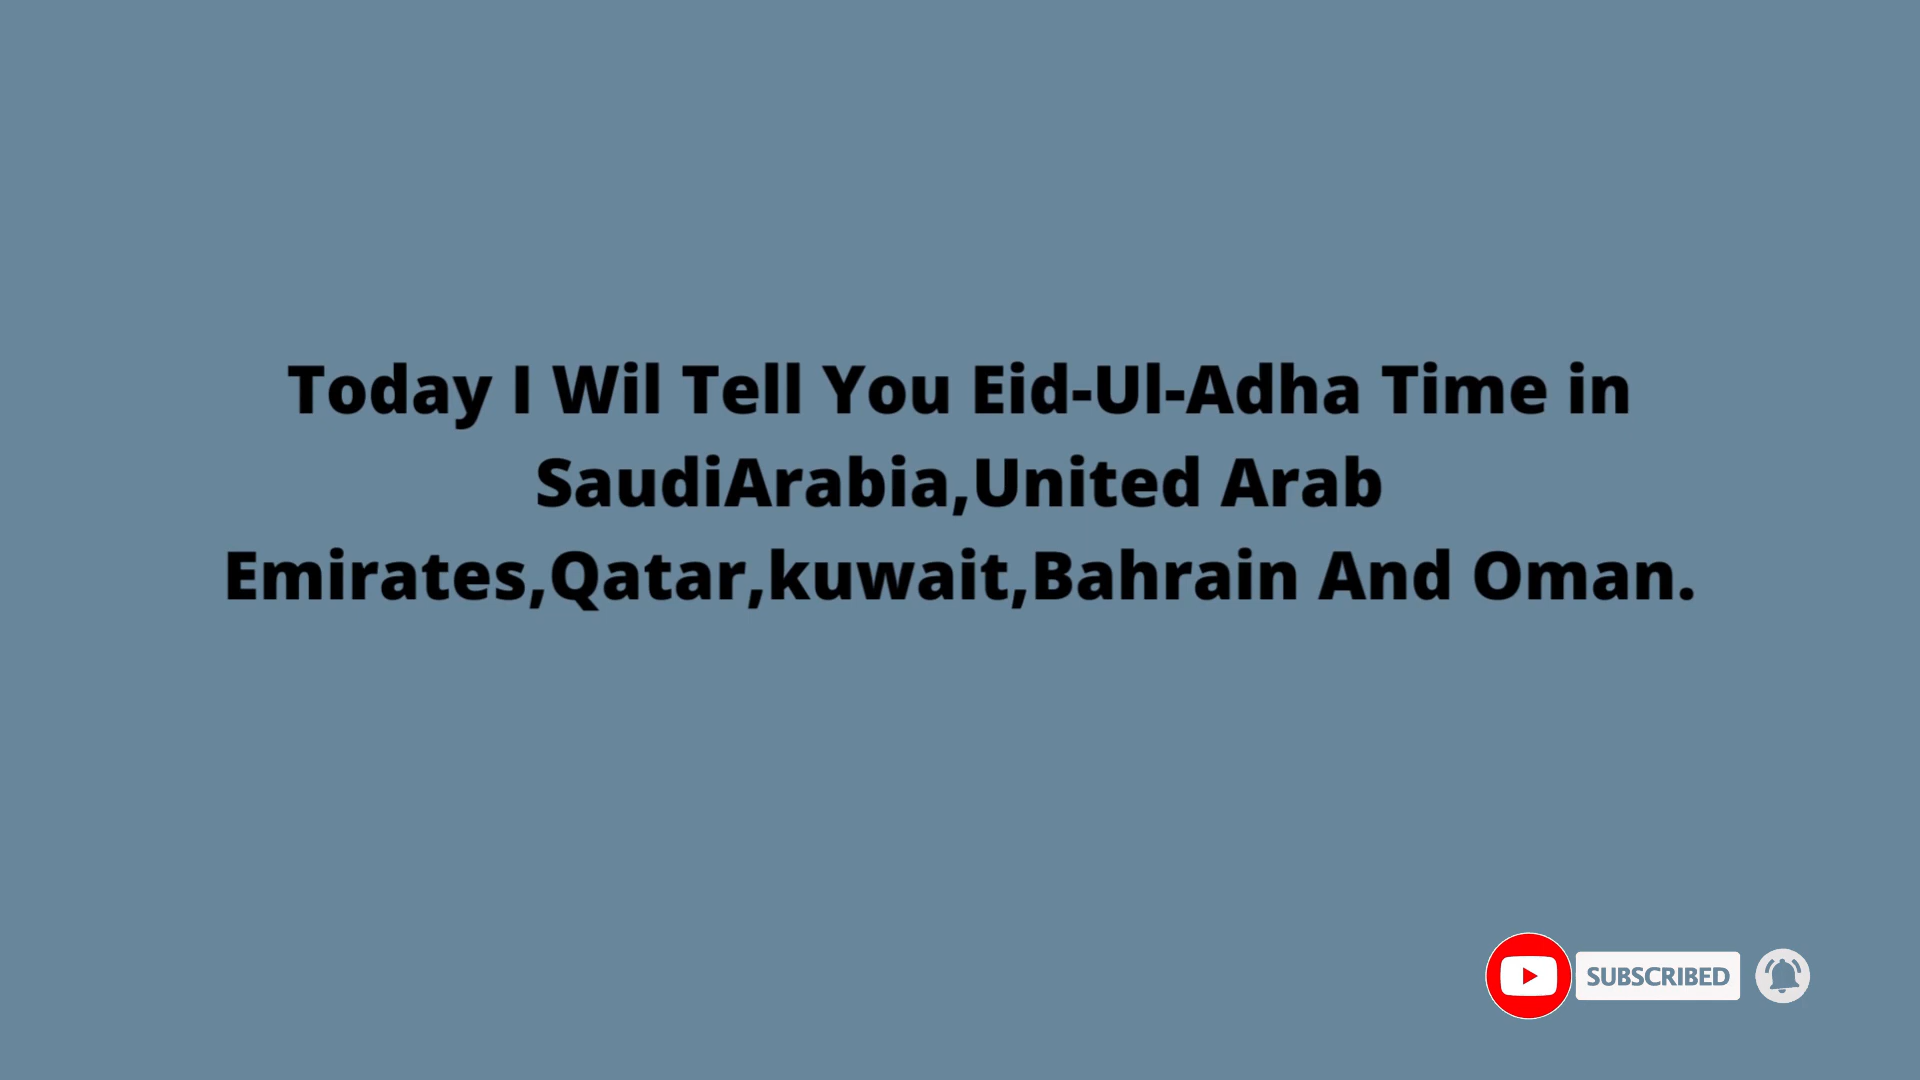 Today I Wil Tell You Eid-Ul-Adha Time in
SaudiArabia,United Arab
Emirates,Qatar,kuwait,Bahrain And Oman.
SUBSCRIBED